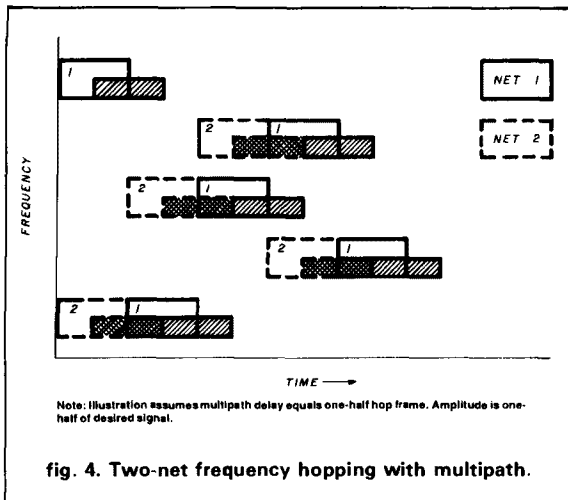 1
NET 1
2
1
NET 2
2
1
FREQUENCY
2
1
2
1
TIME
Note: Illustration assumes multipath delay equals one-half hop frame. Amplitude is one-
half of desired signal.
fig. 4. Two-net frequency hopping with multipath.